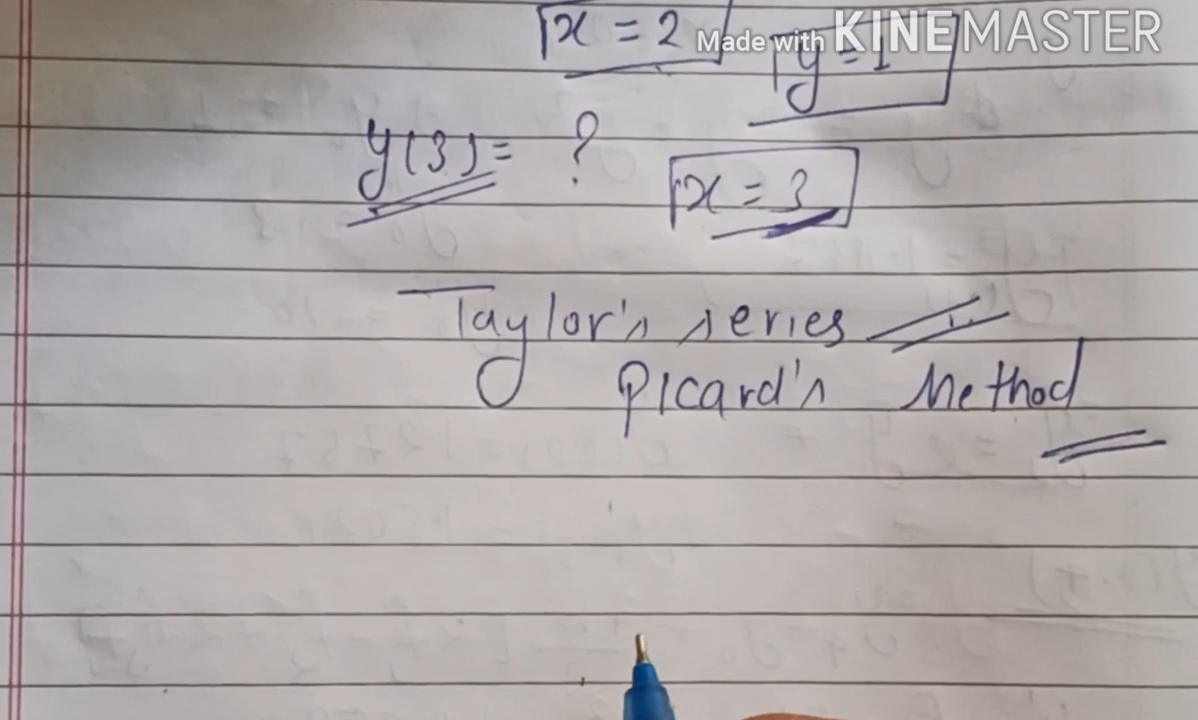 x = 2 Made with KINEMASTER
y = 1
y(3) = ?
x = 3
Taylor's series
Picard's Method